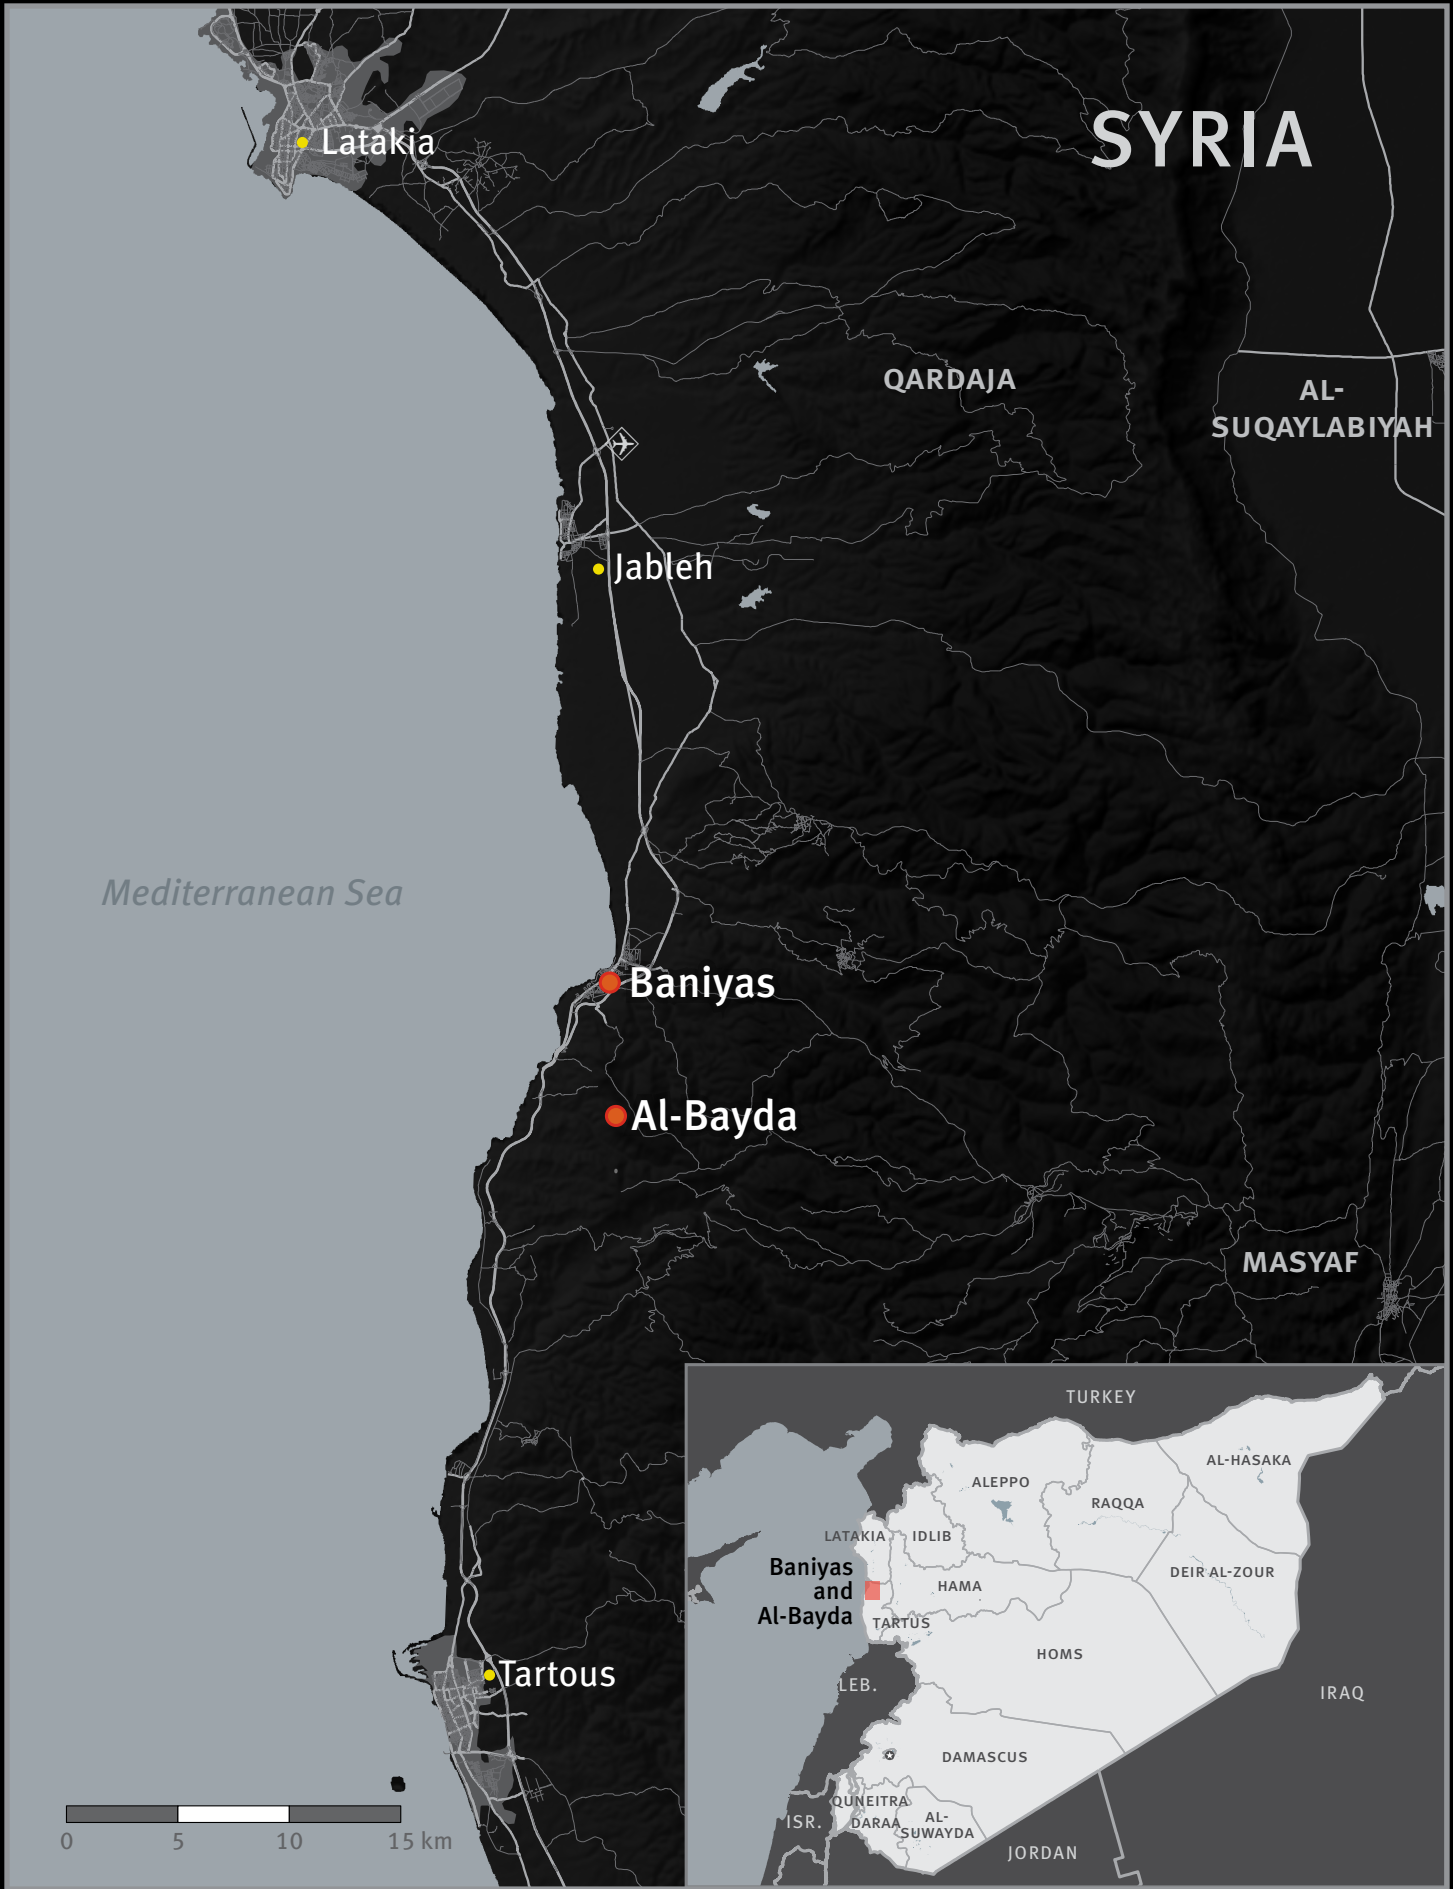 SYRIA
Latakia
QARDAJA
AL-
SUQAYLABIYAH
Jableh
Mediterranean Sea
Baniyas
Al-Bayda
MASYAF
Tartous
0
5
10
15 km
TURKEY
AL-HASAKA
ALEPPO
RAQQA
LATAKIA
IDLIB
DEIR AL-ZOUR
Baniyas
and
Al-Bayda
HAMA
TARTUS
HOMS
LEB.
IRAQ
DAMASCUS
QUNEITRA
ISR.
DARAA
AL-
SUWAYDA
JORDAN